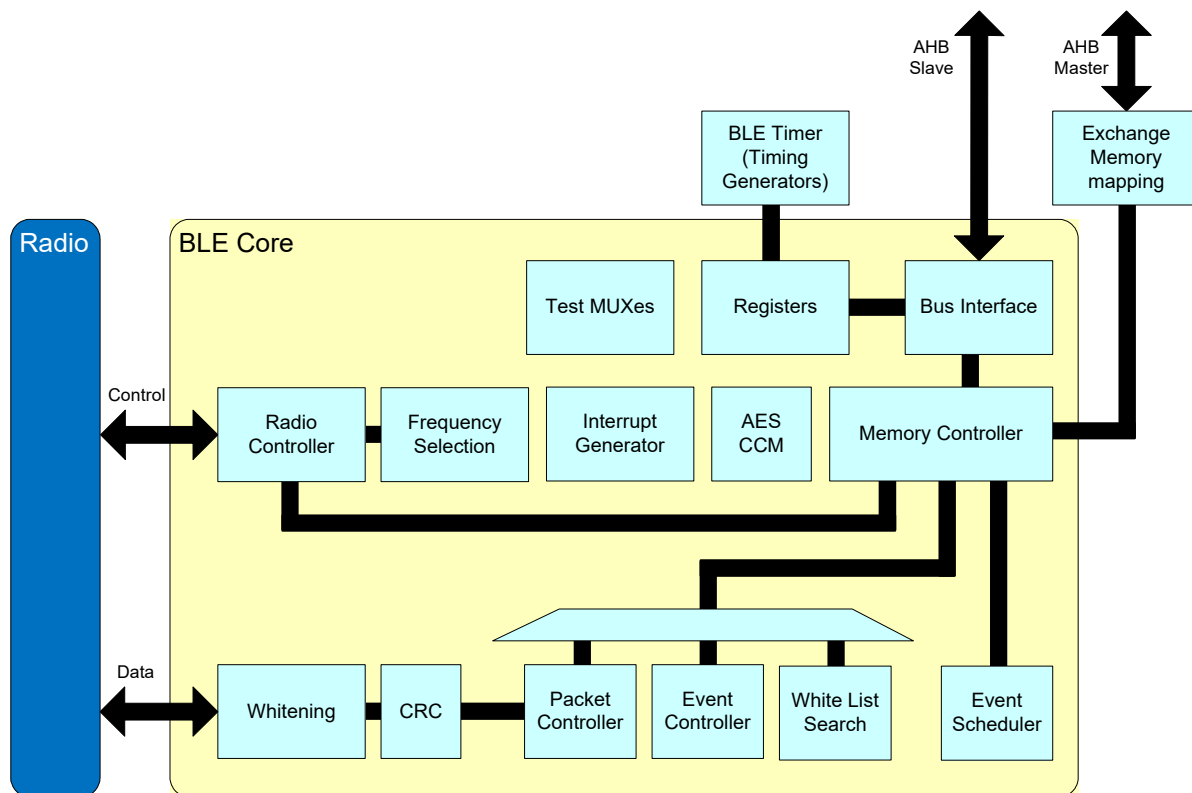 AHB
Slave
AHB
Master
BLE Timer
(Timing
Generators)
Exchange
Memory
mapping
Radio
BLE Core
Test MUXes
Registers
Bus Interface
Control
Radio
Controller
Frequency
Selection
Interrupt
Generator
AES
CCM
Memory Controller
Data
Whitening
CRC
Packet
Controller
Event
Controller
White List
Search
Event
Scheduler